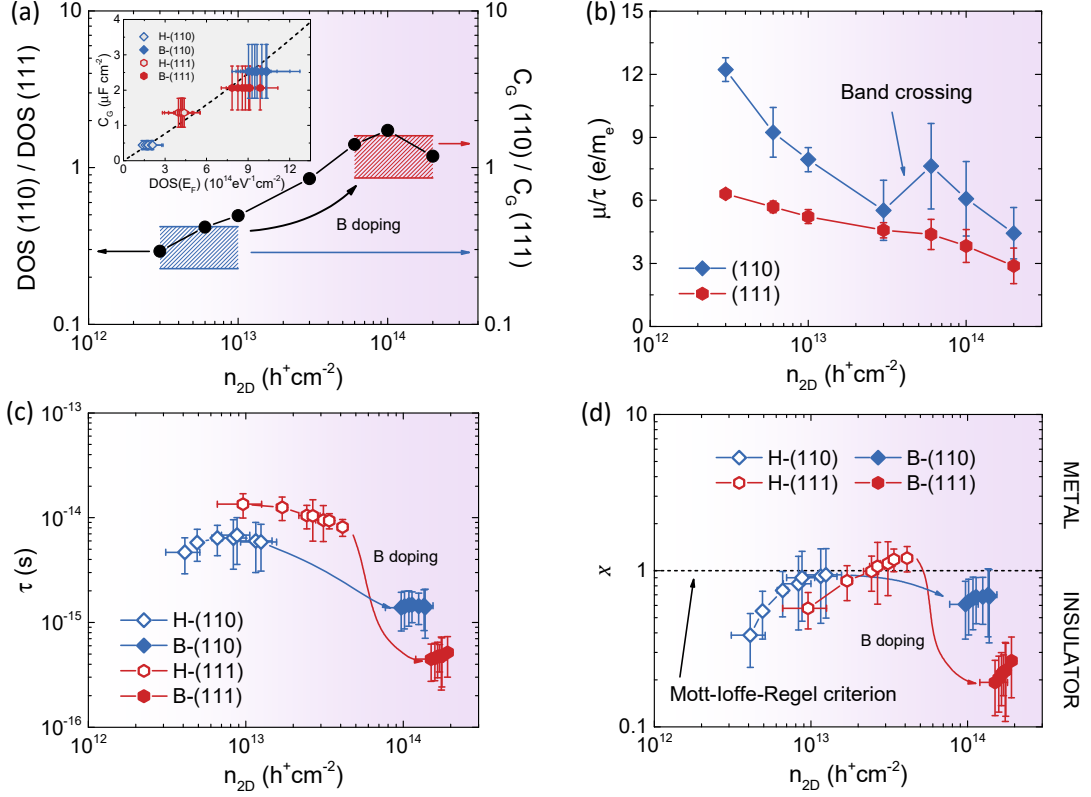 (a)
DOS (110) / DOS (111)
10
1
0.1
10^12
10^13
10^14
n_2D (h^+cm^-2)
C_G (110) / C_G (111)
10
1
0.1
B doping
C_G (μF cm^-2)
4
3
2
1
0
0
3
6
9
12
DOS(E_F) (10^14eV^-1cm^-2)
H-(110)
B-(110)
H-(111)
B-(111)
(b)
μ/τ (e/m_e)
15
12
9
6
3
0
Band crossing
(110)
(111)
10^12
10^13
10^14
n_2D (h^+cm^-2)
(c)
τ (s)
10^-13
10^-14
10^-15
10^-16
B doping
H-(110)
B-(110)
H-(111)
B-(111)
10^12
10^13
10^14
n_2D (h^+cm^-2)
(d)
x
10
1
0.1
H-(110)
H-(111)
B-(110)
B-(111)
B doping
Mott-Ioffe-Regel criterion
METAL
INSULATOR
10^12
10^13
10^14
n_2D (h^+cm^-2)